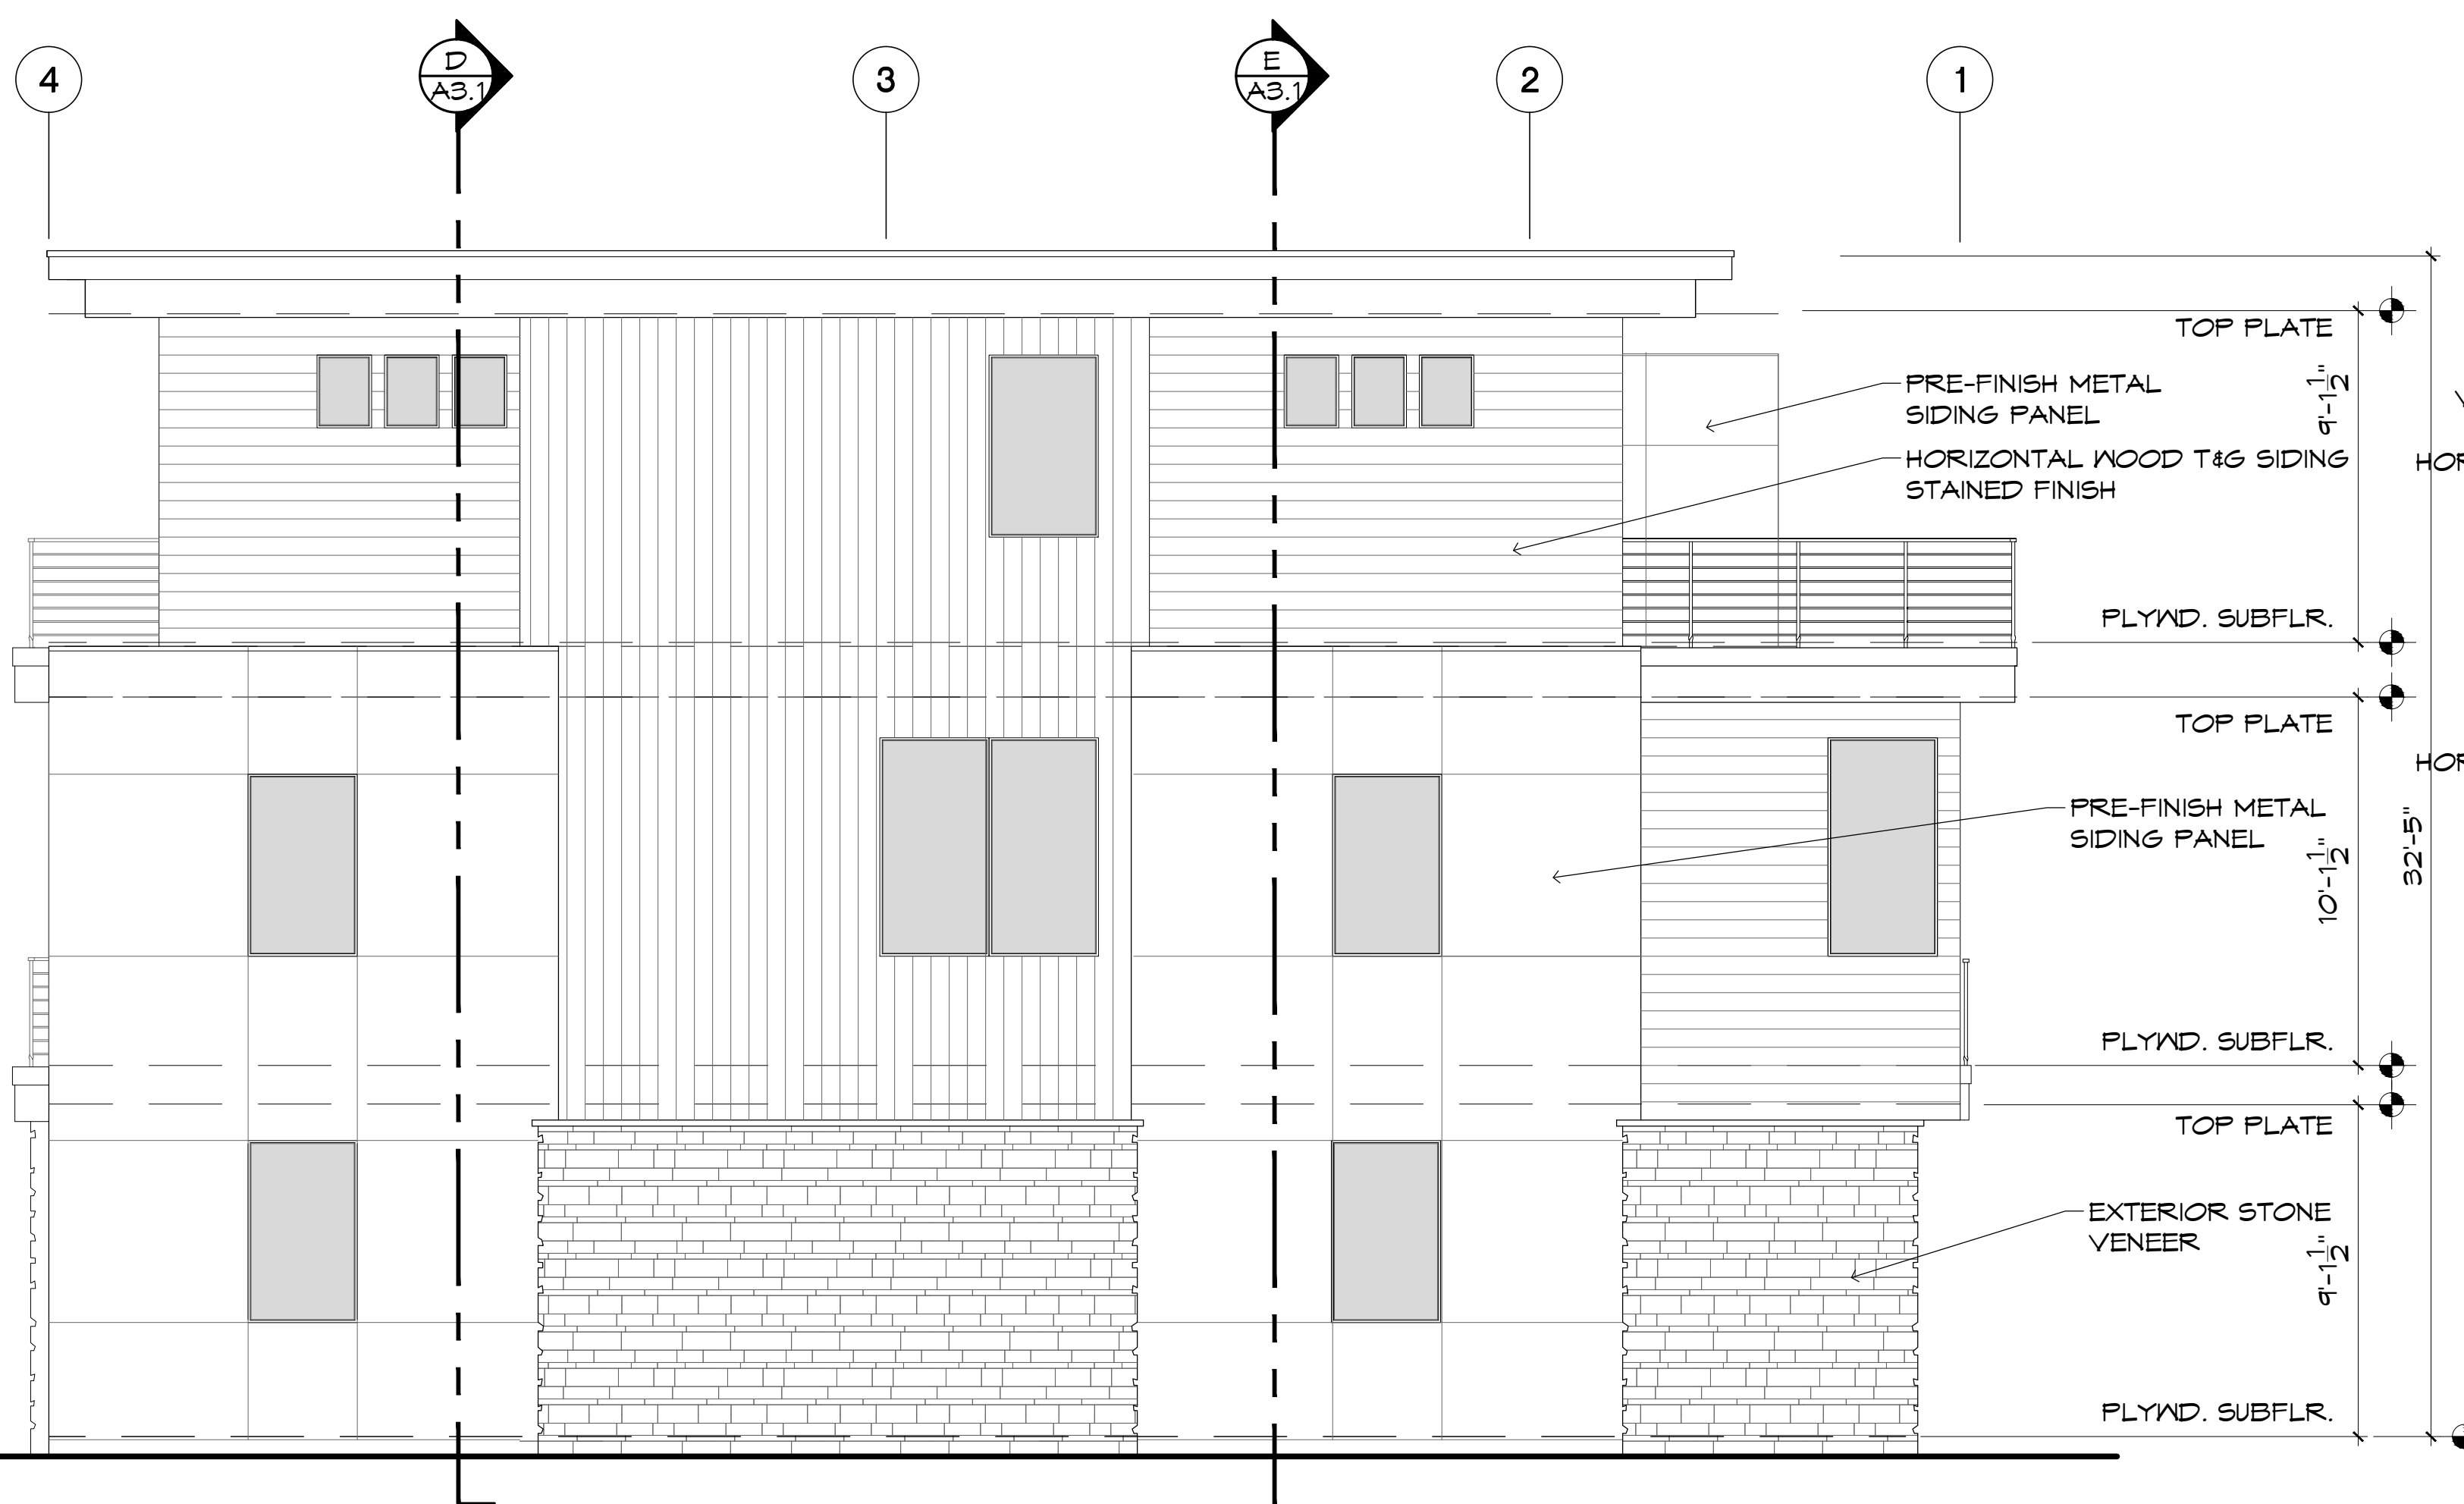 4
D
A3.1
3
E
A3.1
2
1
TOP PLATE
9'-1 1/2"
PRE-FINISH METAL
SIDING PANEL
HORIZONTAL WOOD T&G SIDING
STAINED FINISH
PLYWD. SUBFLR.
TOP PLATE
PRE-FINISH METAL
SIDING PANEL
10'-1 1/2"
32'-5"
PLYWD. SUBFLR.
TOP PLATE
EXTERIOR STONE
VENEER
9'-1 1/2"
PLYWD. SUBFLR.